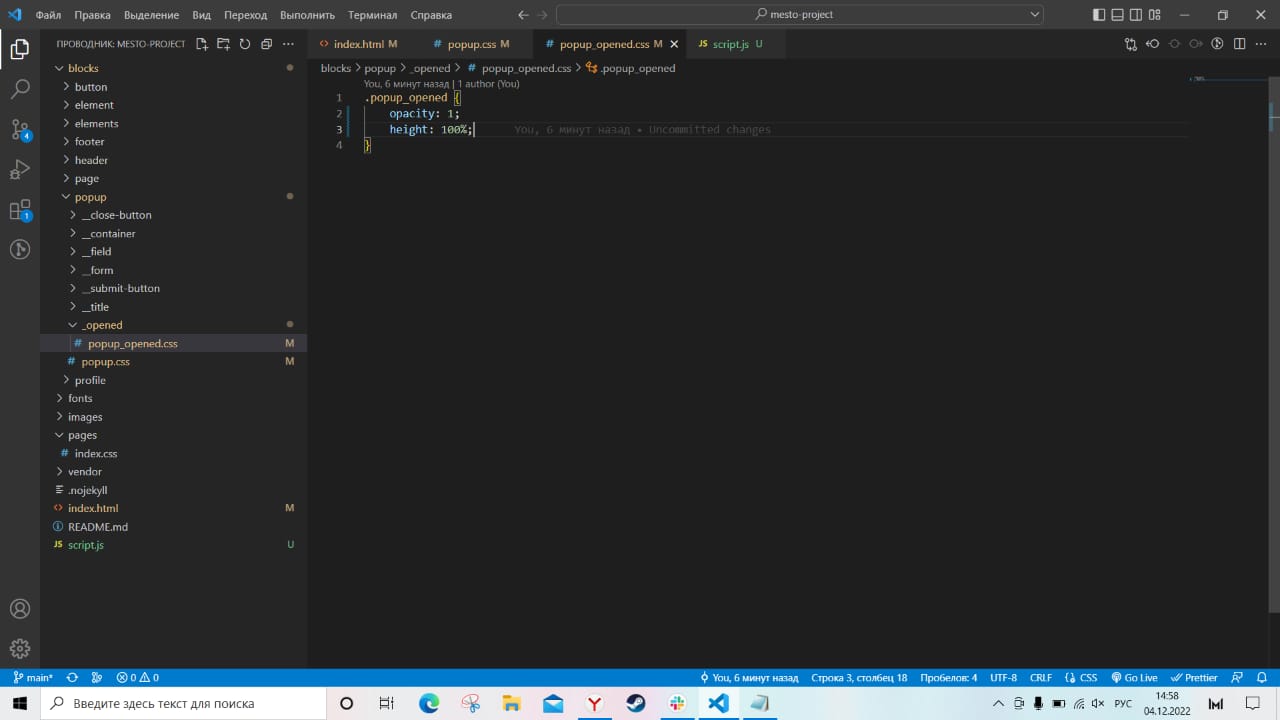 Файл Правка Выделение Вид Переход Выполнить Терминал Справка mesto-project
ПРОВОДНИК: MESTO-PROJECT
index.html M popup.css M popup_opened.css M script.js U
blocks > popup > _opened > popup_opened.css > .popup_opened
blocks
button
element
elements
footer
header
page
popup
__close-button
__container
__field
__form
__submit-button
__title
_opened
popup_opened.css M
popup.css M
profile
fonts
images
pages
index.css
vendor
.nojekyll
index.html M
README.md
script.js U
4
1
You, 6 минут назад | 1 author (You)
1 .popup_opened {
2 opacity: 1;
3 height: 100%; You, 6 минут назад • Uncommitted changes
4 }
main* 0 0 You, 6 минут назад Строка 3, столбец 18 Пробелов: 4 UTF-8 CRLF CSS Go Live Prettier
Введите здесь текст для поиска
РУС
14:58
04.12.2022